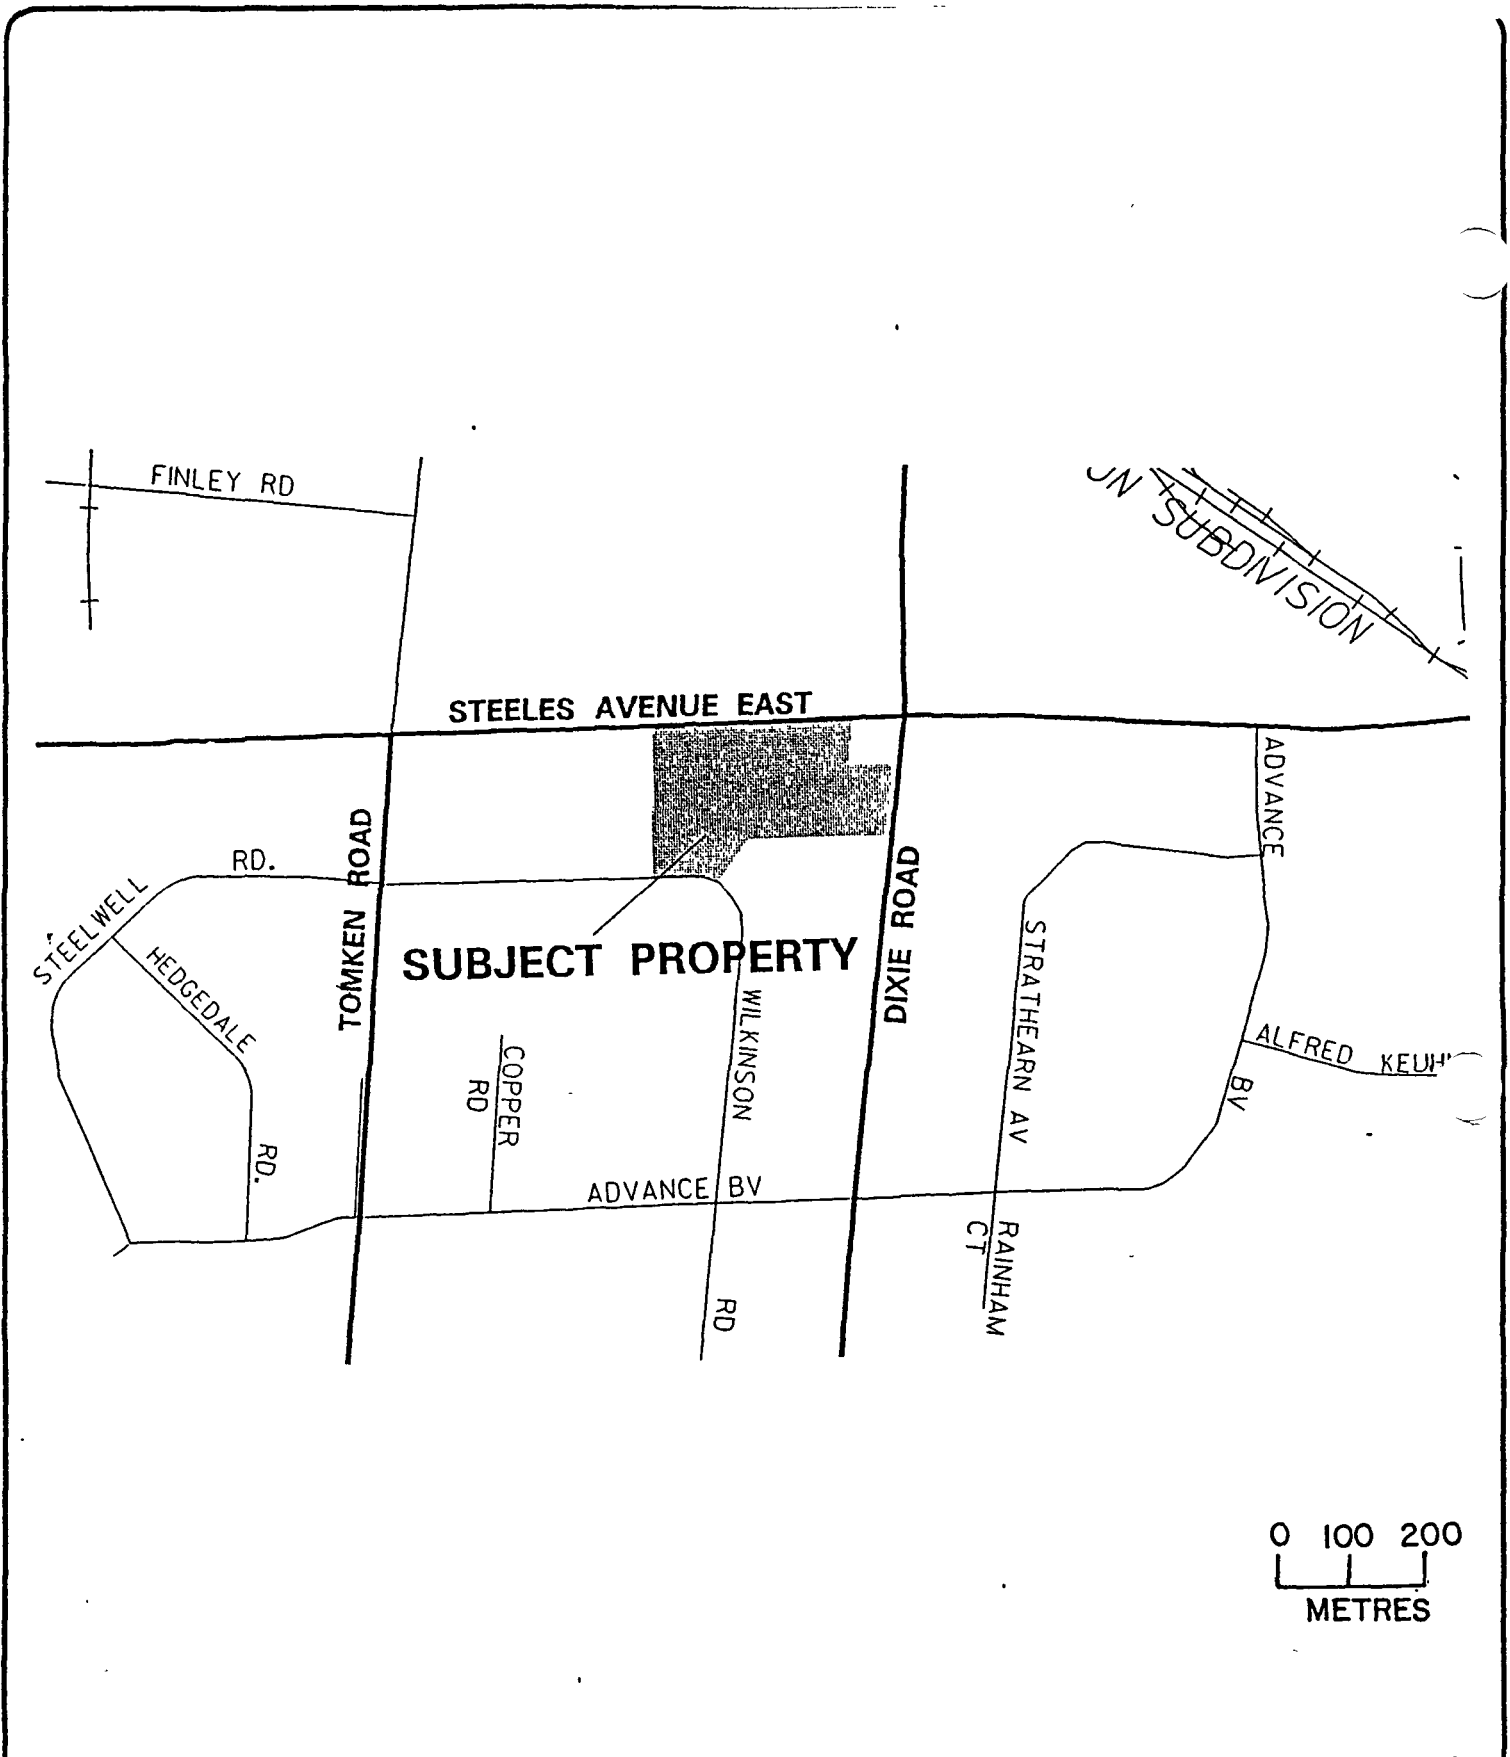 FINLEY RD
SUBDIVISION
STEELES AVENUE EAST
ADVANCE
RD.
TOMKEN ROAD
STEELWELL
HEDGEDALE
SUBJECT PROPERTY
DIXIE ROAD
STRATHEARN AV
WILKINSON
COPPER
RD
ALFRED
BV
RD.
ADVANCE BV
RAINHAM
CT
RD
0 100 200
METRES